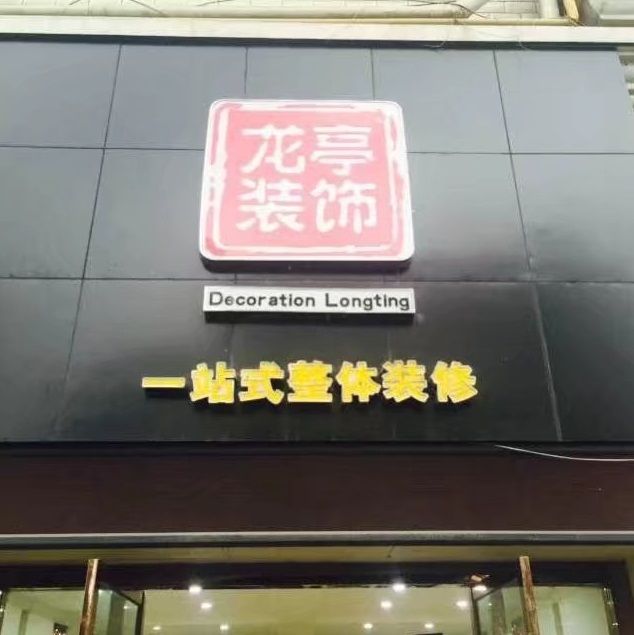 龙亭
装饰
Decoration Longting
一站式整体装修